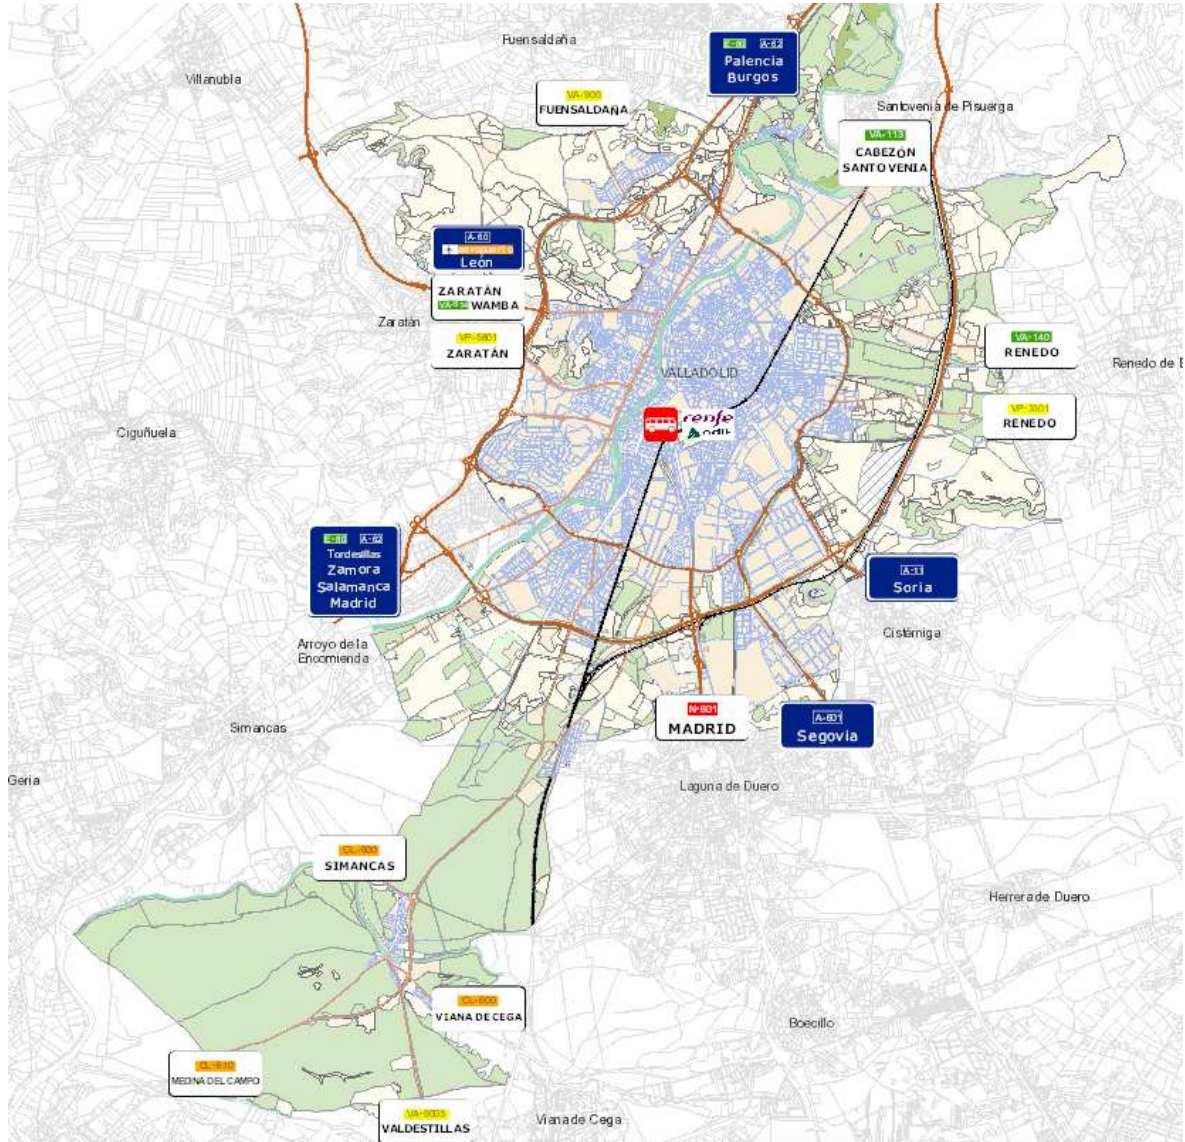 Fuensaldaña
Villanubla
E-80 A-62
Palencia
Burgos
VA-900
FUENSALDAÑA
Santovenia de Pisuerga
VA-113
CABEZÓN
SANTOVENIA
A-60
aeropuerto
León
ZARATÁN
WAMBA
Zaratán
VP-5801
ZARATÁN
VA-140
RENEDO
Renedo de E
VALLADOLID
renfe
adif
VP-3301
RENEDO
Ciguñuela
E-80 A-62
Tordesillas
Zamora
Salamanca
Madrid
A-11
Soria
Cistérniga
Arroyo de la
Encomienda
Simancas
N-601
MADRID
A-601
Segovia
Geria
Laguna de Duero
CL-600
SIMANCAS
Herrera de Duero
CL-600
VIANA DE CEGA
Boecillo
CL-610
MEDINA DEL CAMPO
VALDESTILLAS
Viana de Cega